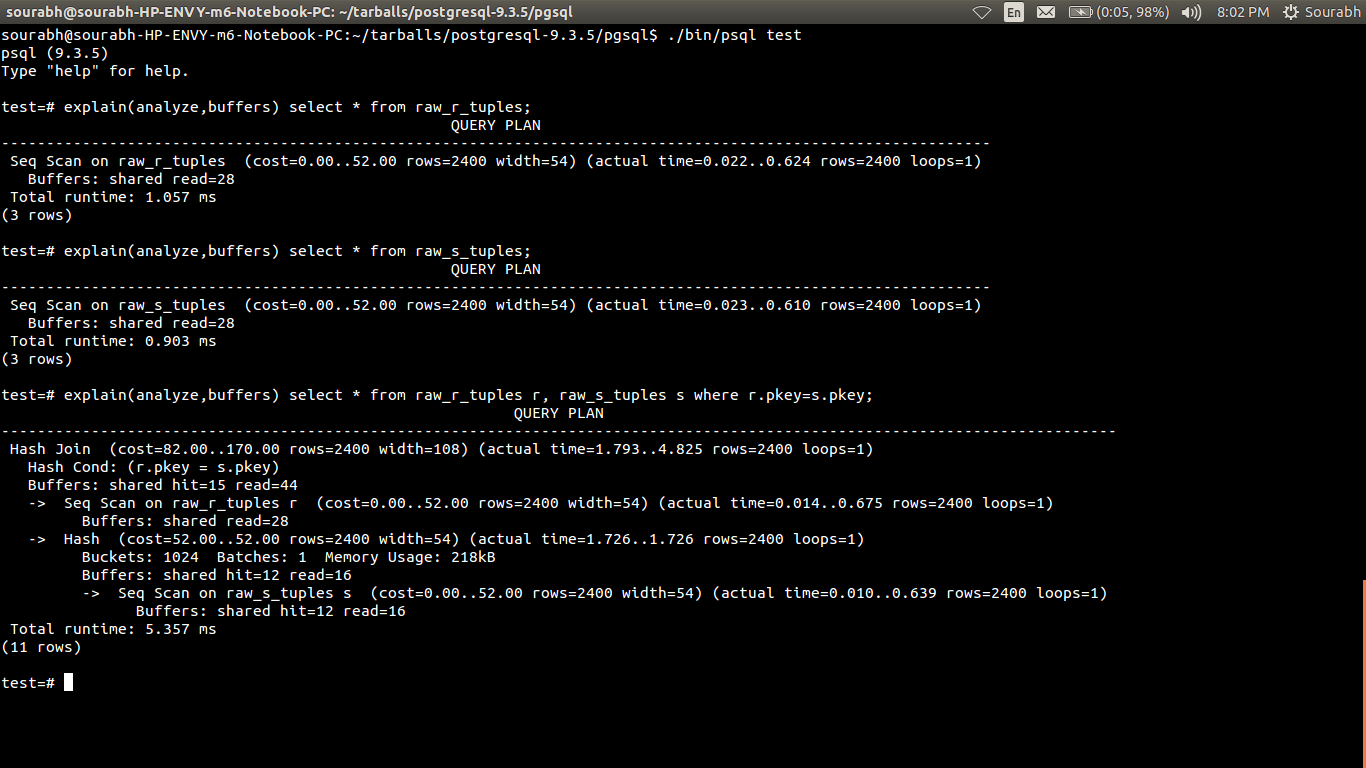 sourabh@sourabh-HP-ENVY-m6-Notebook-PC: ~/tarballs/postgresql-9.3.5/pgsql En (0:05, 98%) 8:02 PM Sourabh
sourabh@sourabh-HP-ENVY-m6-Notebook-PC:~/tarballs/postgresql-9.3.5/pgsql$ ./bin/psql test
psql (9.3.5)
Type "help" for help.

test=# explain(analyze,buffers) select * from raw_r_tuples;
                                                  QUERY PLAN
--------------------------------------------------------------------------------------------------------------
 Seq Scan on raw_r_tuples  (cost=0.00..52.00 rows=2400 width=54) (actual time=0.022..0.624 rows=2400 loops=1)
   Buffers: shared read=28
 Total runtime: 1.057 ms
(3 rows)

test=# explain(analyze,buffers) select * from raw_s_tuples;
                                                  QUERY PLAN
--------------------------------------------------------------------------------------------------------------
 Seq Scan on raw_s_tuples  (cost=0.00..52.00 rows=2400 width=54) (actual time=0.023..0.610 rows=2400 loops=1)
   Buffers: shared read=28
 Total runtime: 0.903 ms
(3 rows)

test=# explain(analyze,buffers) select * from raw_r_tuples r, raw_s_tuples s where r.pkey=s.pkey;
                                                         QUERY PLAN
----------------------------------------------------------------------------------------------------------------------------
 Hash Join  (cost=82.00..170.00 rows=2400 width=108) (actual time=1.793..4.825 rows=2400 loops=1)
   Hash Cond: (r.pkey = s.pkey)
   Buffers: shared hit=15 read=44
   ->  Seq Scan on raw_r_tuples r  (cost=0.00..52.00 rows=2400 width=54) (actual time=0.014..0.675 rows=2400 loops=1)
         Buffers: shared read=28
   ->  Hash  (cost=52.00..52.00 rows=2400 width=54) (actual time=1.726..1.726 rows=2400 loops=1)
         Buckets: 1024  Batches: 1  Memory Usage: 218kB
         Buffers: shared hit=12 read=16
         ->  Seq Scan on raw_s_tuples s  (cost=0.00..52.00 rows=2400 width=54) (actual time=0.010..0.639 rows=2400 loops=1)
               Buffers: shared hit=12 read=16
 Total runtime: 5.357 ms
(11 rows)

test=#